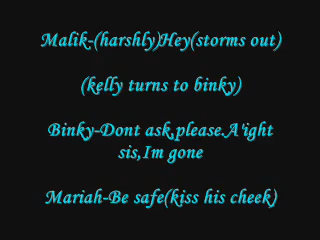 Malik-(harshly)Hey(storms out)
(kelly turns to binky)
Binky-Dont ask,please.A'ight
sis,Im gone
Mariah-Be safe(kiss his cheek)